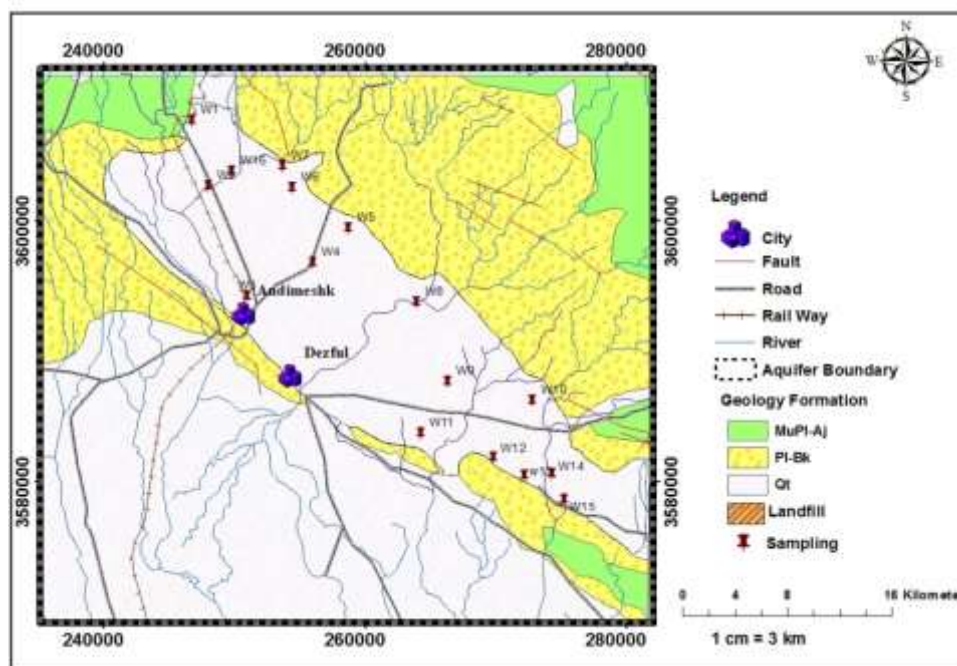 240000 260000 280000
N
W E
S
W1
W16
W7
W6
W5
3600000
3600000
W4
W8
Andimeshk
Dezful
W9
W10
W11
W12
W14
W15
3580000
3580000
240000 260000 280000
Legend
City
Fault
Road
Rail Way
River
Aquifer Boundary
Geology Formation
MuPl-Aj
Pl-Bk
Qt
Landfill
Sampling
0 4 8 16 Kilomete
1 cm = 3 km